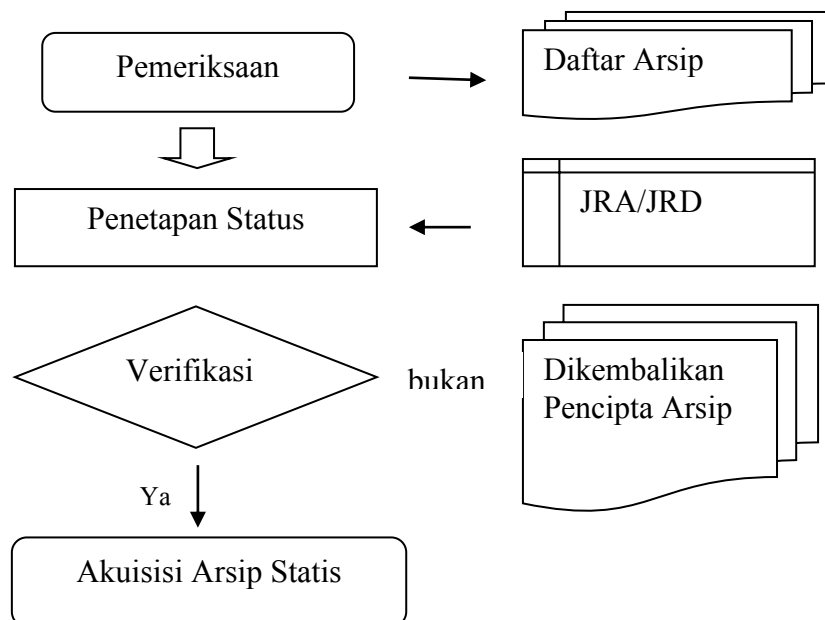 Pemeriksaan
Daftar Arsip
Penetapan Status
JRA/JRD
Verifikasi
bukan
Dikembalikan
Pencipta Arsip
Ya
Akuisisi Arsip Statis